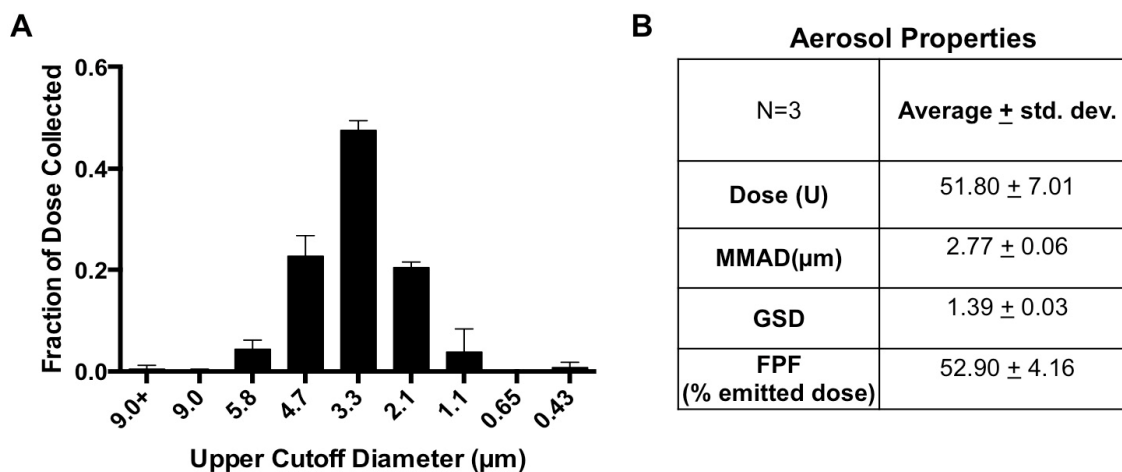 A
0.6
0.4
0.2
0.0
Fraction of Dose Collected
9.0+ 9.0 5.8 4.7 3.3 2.1 1.1 0.65 0.43
Upper Cutoff Diameter (µm)
B
Aerosol Properties
N=3 Average ± std. dev.
Dose (U) 51.80 ± 7.01
MMAD(µm) 2.77 ± 0.06
GSD 1.39 ± 0.03
FPF
(% emitted dose) 52.90 ± 4.16